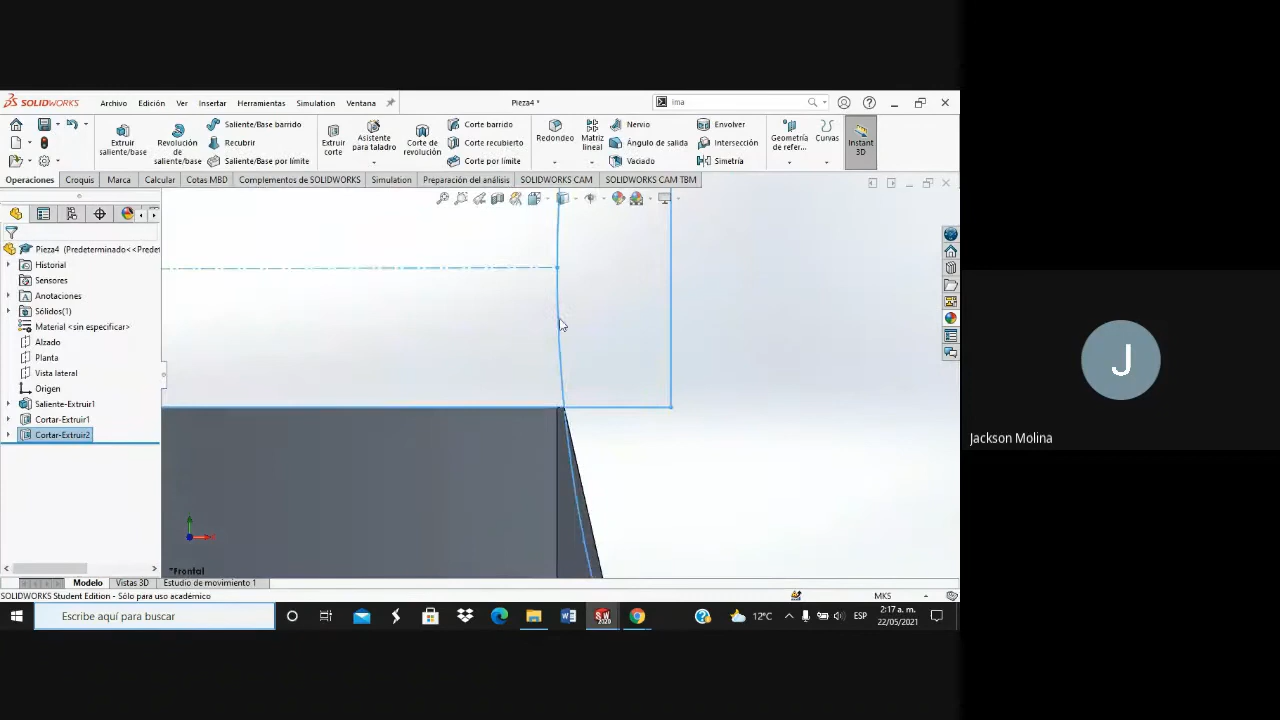 SOLIDWORKS Archivo Edición Ver Insertar Herramientas Simulation Ventana Pieza4 * ima
Extruir saliente/base
Revolución de saliente/base
Saliente/Base barrido
Recubrir
Saliente/Base por límite
Extruir corte
Asistente para taladro
Corte de revolución
Corte barrido
Corte recubierto
Corte por límite
Redondeo
Matriz lineal
Nervio
Ángulo de salida
Vaciado
Envolver
Intersección
Simetría
Geometría de refer...
Curvas
Instant 3D
Operaciones Croquis Marca Calcular Cotas MBD Complementos de SOLIDWORKS Simulation Preparación del análisis SOLIDWORKS CAM SOLIDWORKS CAM TBM
Pieza4 (Predeterminado<<Predet
Historial
Sensores
Anotaciones
Sólidos(1)
Material <sin especificar>
Alzado
Planta
Vista lateral
Origen
Saliente-Extruir1
Cortar-Extruir1
Cortar-Extruir2
*Frontal
Modelo Vistas 3D Estudio de movimiento 1
SOLIDWORKS Student Edition - Sólo para uso académico MKS
Escribe aquí para buscar 12°C ESP 2:17 a. m.
22/05/2021
J
Jackson Molina